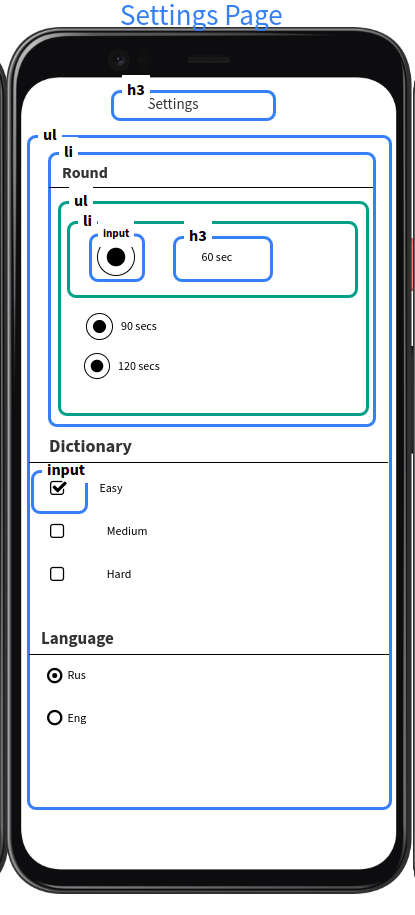 Settings Page
h3
Settings
ul
li
Round
ul
li
input
h3
60 sec
90 secs
120 secs
Dictionary
input
Easy
Medium
Hard
Language
Rus
Eng